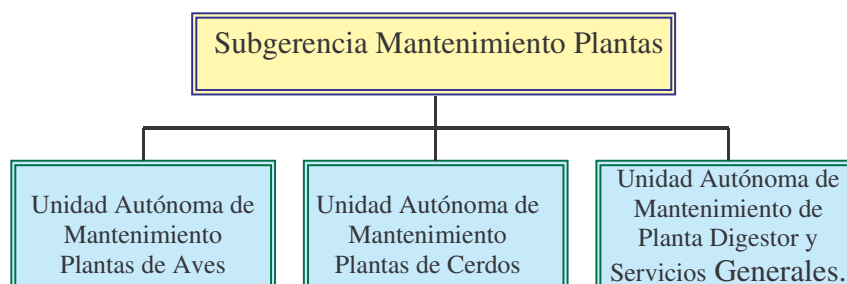 Subgerencia Mantenimiento Plantas
Unidad Autónoma de
Mantenimiento
Plantas de Aves
Unidad Autónoma de
Mantenimiento
Plantas de Cerdos
Unidad Autónoma de
Mantenimiento de
Planta Digestor y
Servicios Generales.